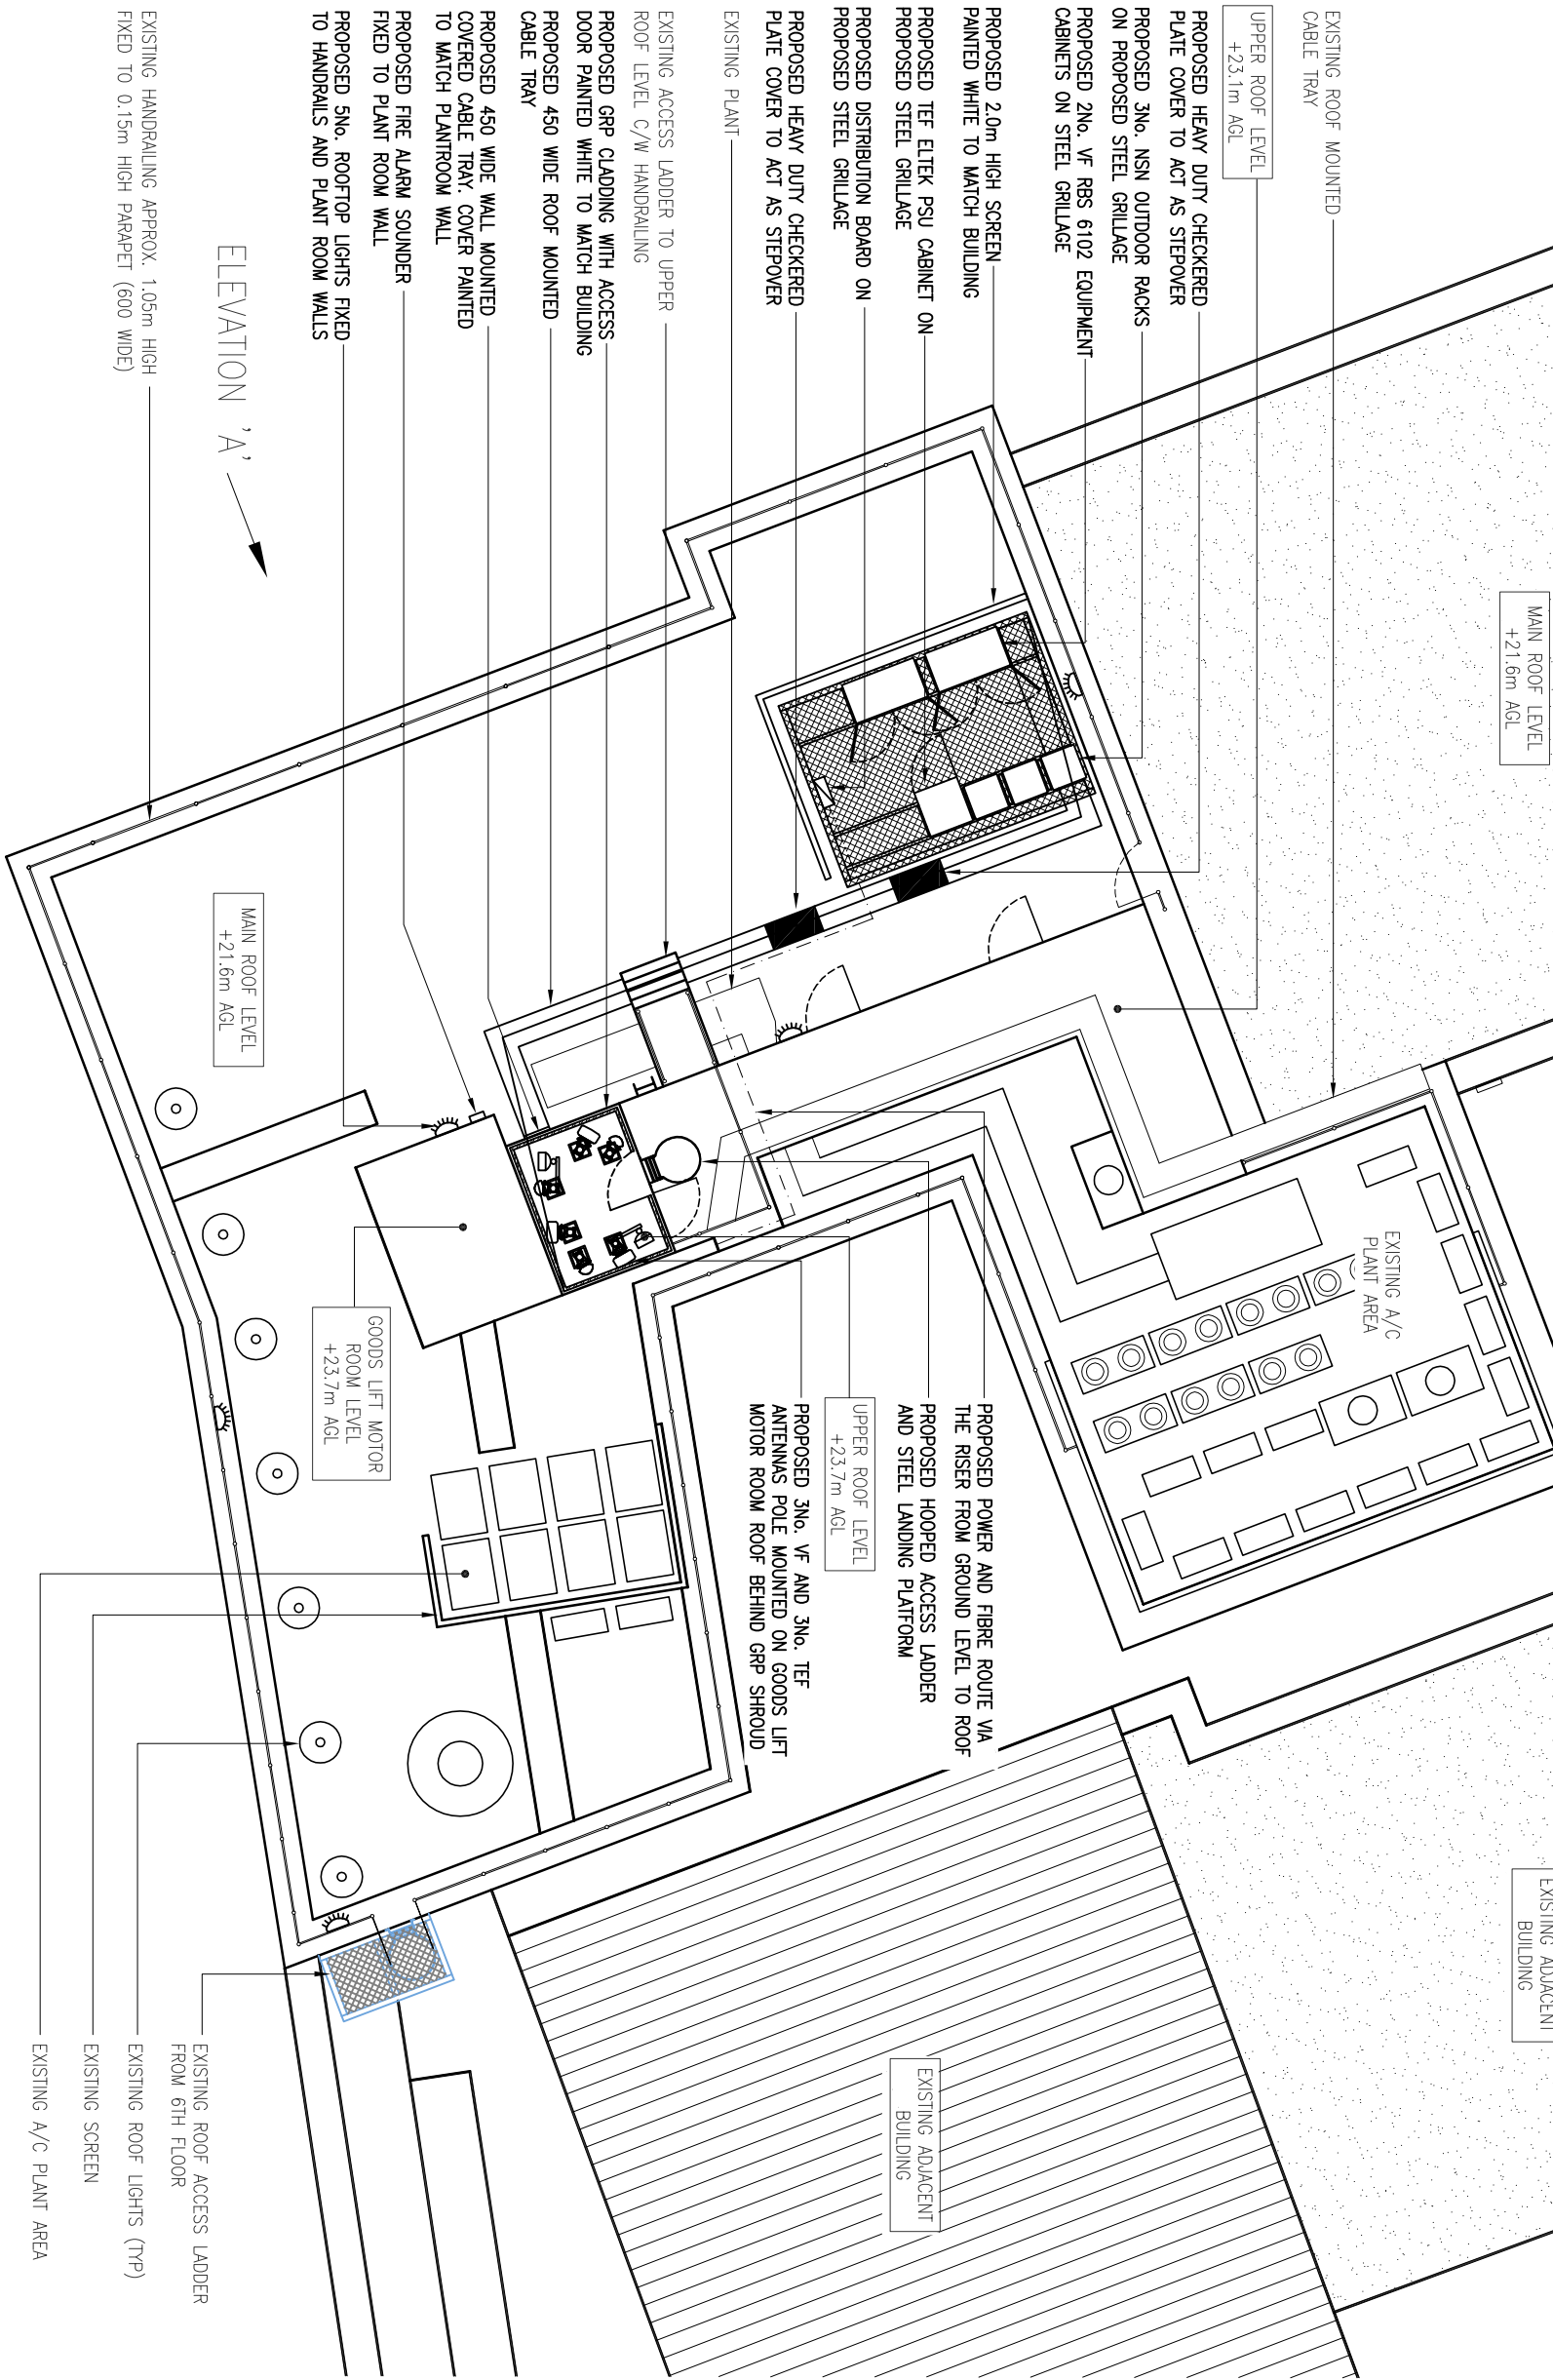 EXISTING ROOF MOUNTED
CABLE TRAY
UPPER ROOF LEVEL
+23.1m AGL
PROPOSED HEAVY DUTY CHECKERED
PLATE COVER TO ACT AS STEPOVER
PROPOSED 3No. NSN OUTDOOR RACKS
ON PROPOSED STEEL GRILLAGE
PROPOSED 2No. VF RBS 6102 EQUIPMENT
CABINETS ON STEEL GRILLAGE
PROPOSED 2.0m HIGH SCREEN
PAINTED WHITE TO MATCH BUILDING
PROPOSED TEF ELTEK PSU CABINET ON
PROPOSED STEEL GRILLAGE
PROPOSED DISTRIBUTION BOARD ON
PROPOSED STEEL GRILLAGE
PROPOSED HEAVY DUTY CHECKERED
PLATE COVER TO ACT AS STEPOVER
EXISTING PLANT
EXISTING ACCESS LADDER TO UPPER
ROOF LEVEL C/W HANDRAILING
PROPOSED GRP CLADDING WITH ACCESS
DOOR PAINTED WHITE TO MATCH BUILDING
PROPOSED 450 WIDE ROOF MOUNTED
CABLE TRAY
PROPOSED 450 WIDE WALL MOUNTED
COVERED CABLE TRAY. COVER PAINTED
TO MATCH PLANTROOM WALL
PROPOSED FIRE ALARM SOUNDER
FIXED TO PLANT ROOM WALL
PROPOSED 5No. ROOFTOP LIGHTS FIXED
TO HANDRAILS AND PLANT ROOM WALLS
ELEVATION 'A'
EXISTING HANDRAILING APPROX. 1.05m HIGH
FIXED TO 0.15m HIGH PARAPET (600 WIDE)
MAIN ROOF LEVEL
+21.6m AGL
MAIN ROOF LEVEL
+21.6m AGL
EXISTING A/C
PLANT AREA
GOODS LIFT MOTOR
ROOM LEVEL
+23.7m AGL
PROPOSED POWER AND FIBRE ROUTE VIA
THE RISER FROM GROUND LEVEL TO ROOF
PROPOSED HOOPED ACCESS LADDER
AND STEEL LANDING PLATFORM
UPPER ROOF LEVEL
+23.7m AGL
PROPOSED 3No. VF AND 3No. TEF
ANTENNAS POLE MOUNTED ON GOODS LIFT
MOTOR ROOM ROOF BEHIND GRP SHROUD
EXISTING ADJACENT
BUILDING
EXISTING ADJACENT
BUILDING
EXISTING ROOF ACCESS LADDER
FROM 6TH FLOOR
EXISTING ROOF LIGHTS (TYP)
EXISTING SCREEN
EXISTING A/C PLANT AREA